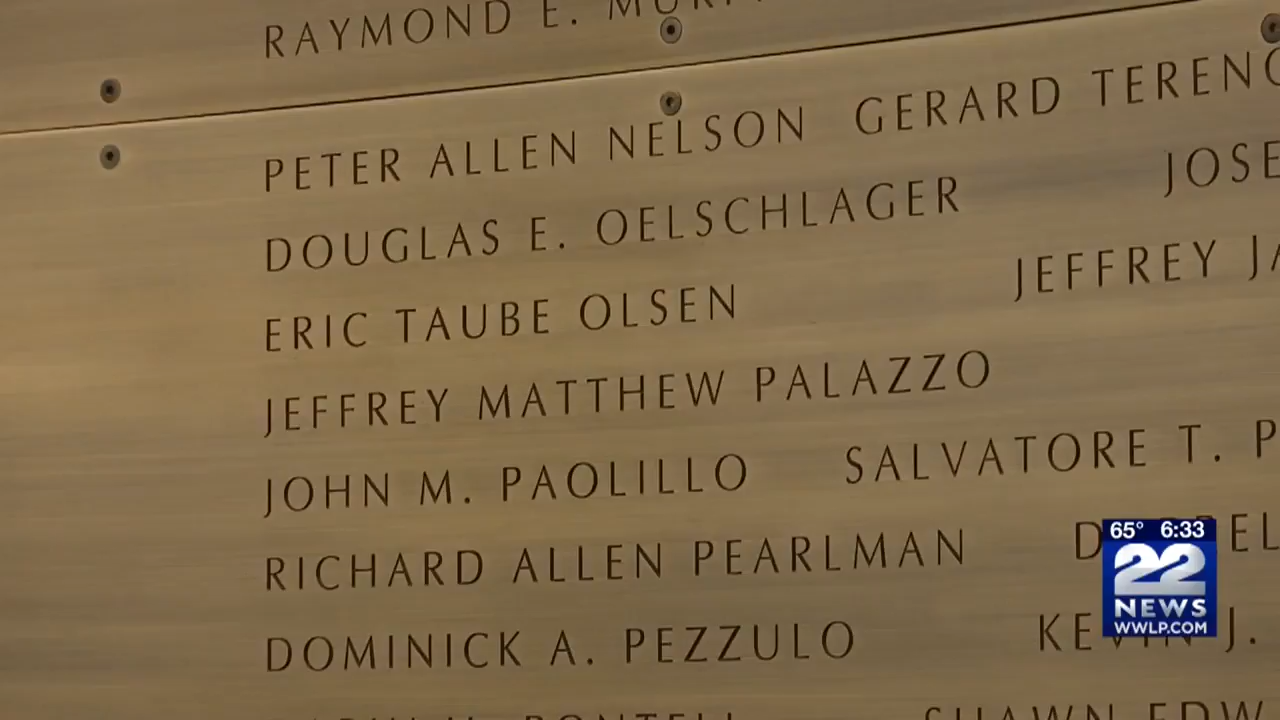 RAYMOND E.
PETER ALLEN NELSON GERARD
DOUGLAS E. OELSCHLAGER
ERIC TAUBE OLSEN JEFFREY
JEFFREY MATTHEW PALAZZO
JOHN M. PAOLILLO SALVATORE T. P
RICHARD ALLEN PEARLMAN
DOMINICK A. PEZZULO J.
SHAWN
65° 6:33
22
NEWS
WWLP.COM